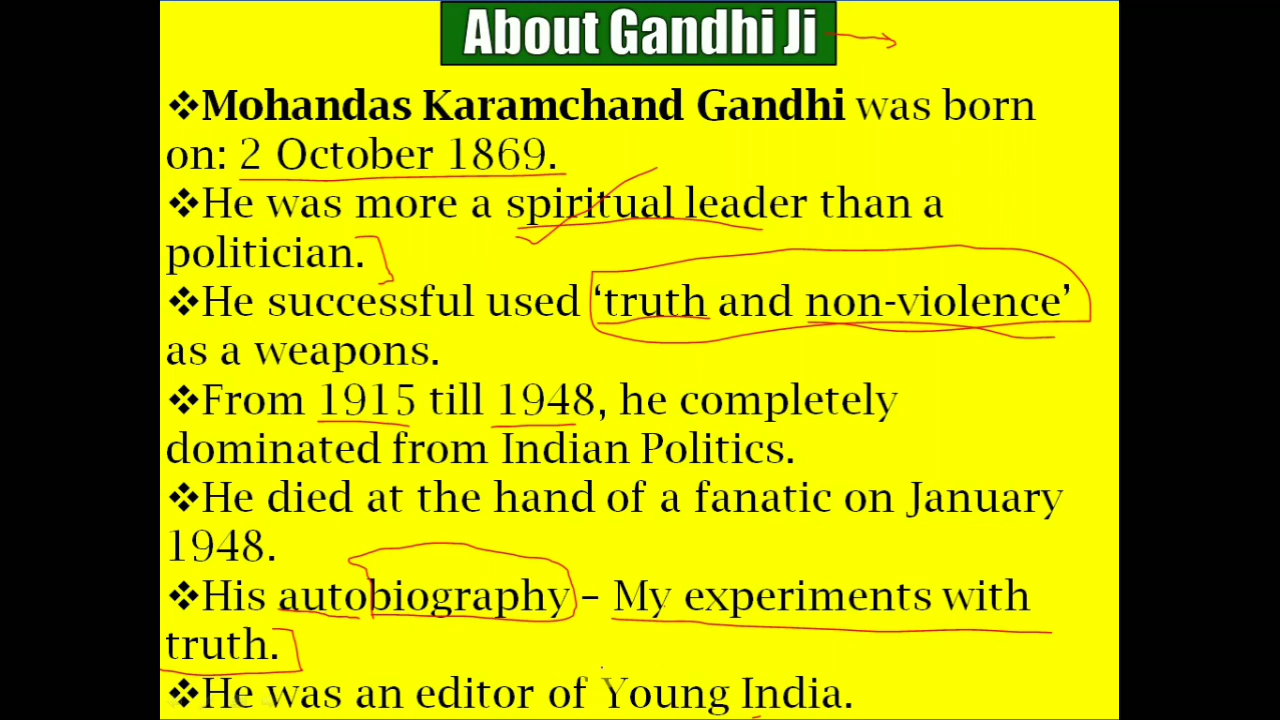 About Gandhi Ji
❖Mohandas Karamchand Gandhi was born
on: 2 October 1869.
❖He was more a spiritual leader than a
politician.
❖He successful used ‘truth and non-violence’
as a weapons.
❖From 1915 till 1948, he completely
dominated from Indian Politics.
❖He died at the hand of a fanatic on January
1948.
❖His autobiography – My experiments with
truth.
❖He was an editor of Young India.